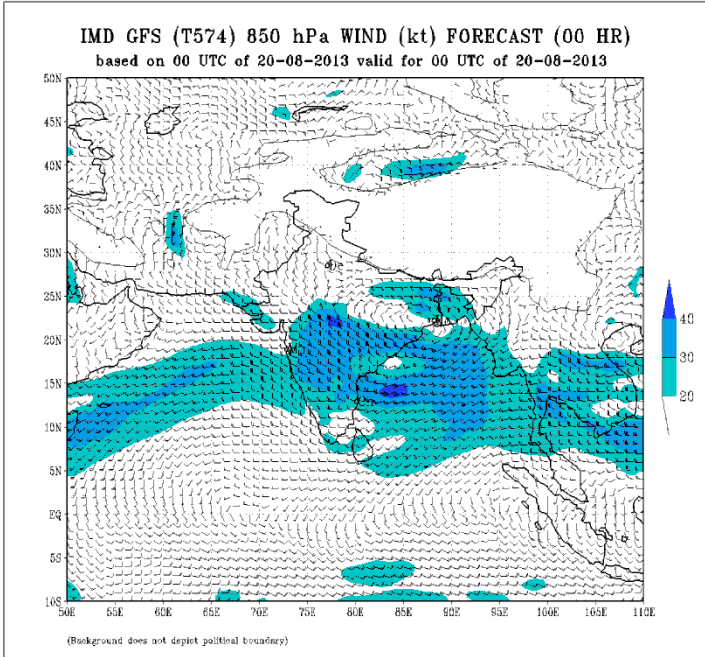 IMD GFS (T574) 850 hPa WIND (kt) FORECAST (00 HR)
based on 00 UTC of 20-08-2013 valid for 00 UTC of 20-08-2013
50N
45N
40N
35N
30N
25N
20N
15N
10N
5N
EQ
5S
10S
50E 55E 60E 65E 70E 75E 80E 85E 90E 95E 100E 105E 110E
40
30
20
(Background does not depict political boundary)